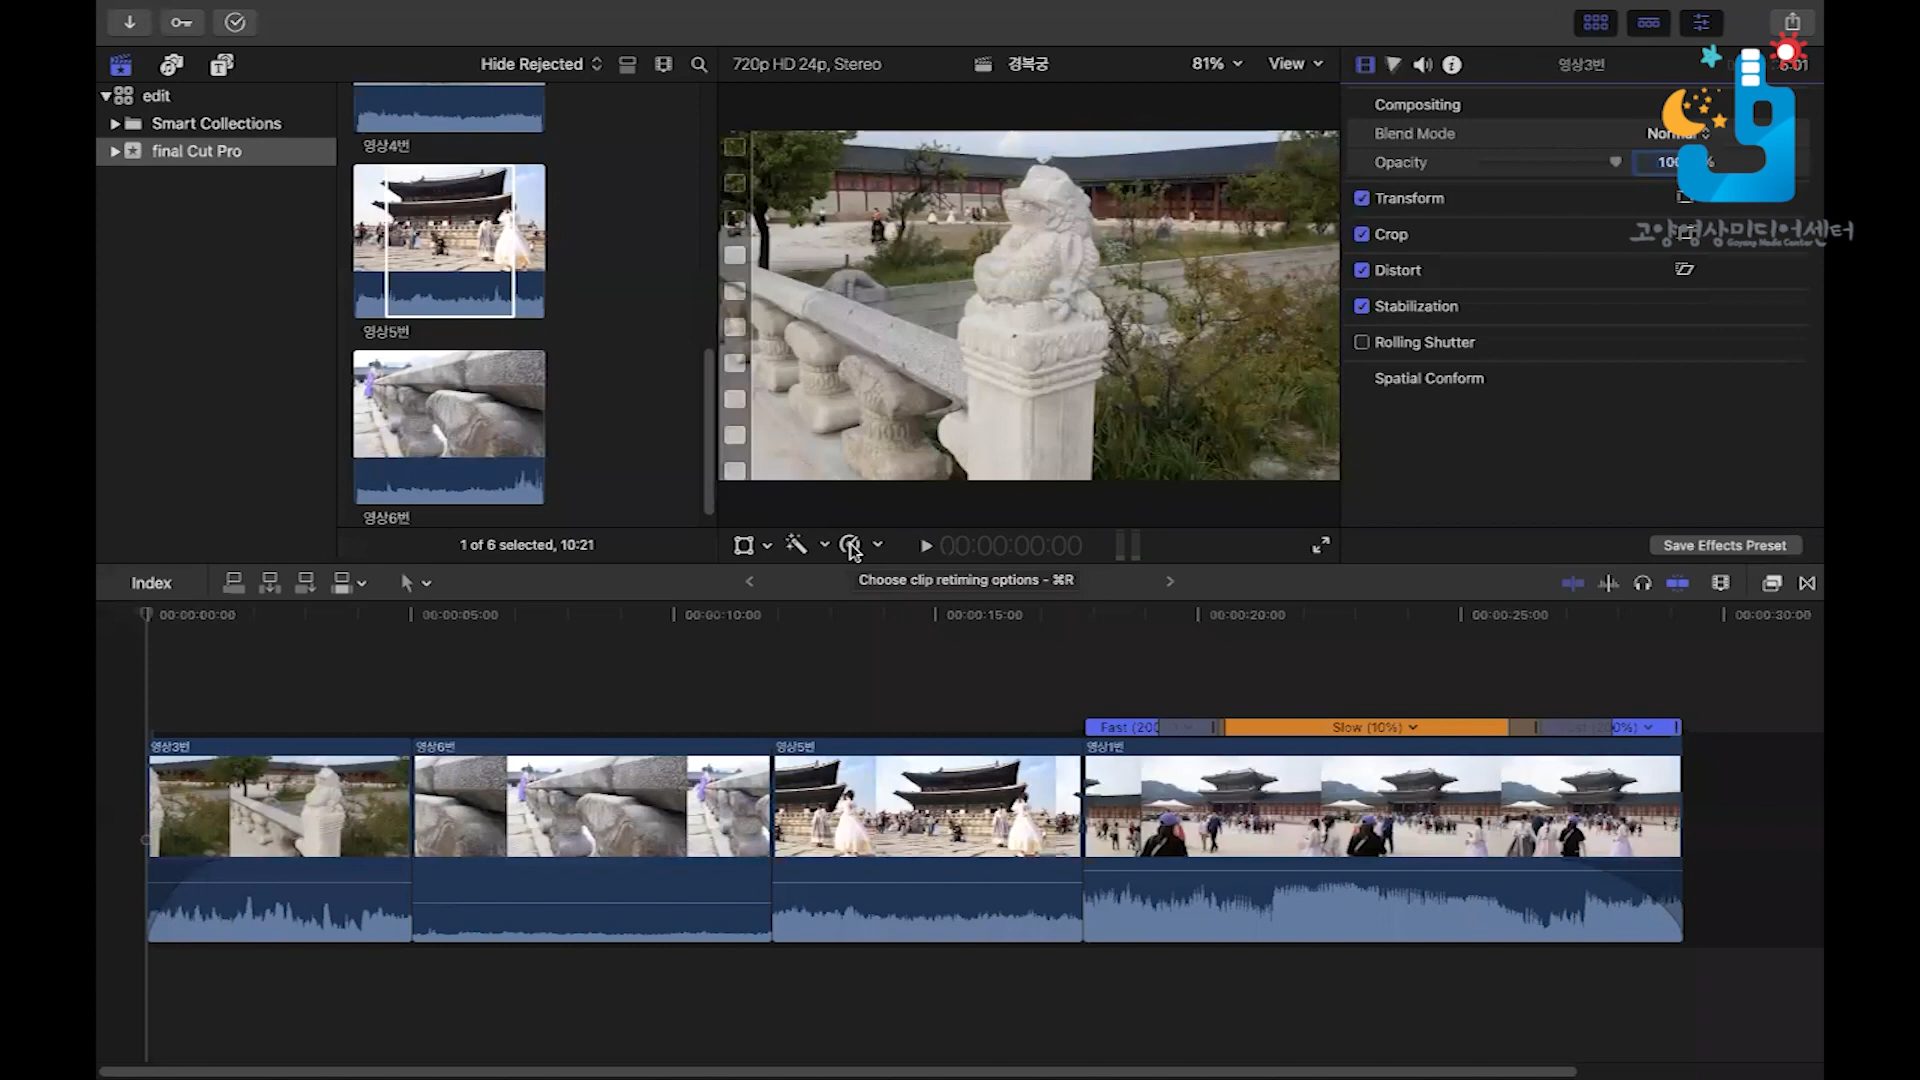 Hide Rejected
720p HD 24p, Stereo
경복궁
81%
View
영상3번
edit
Smart Collections
final Cut Pro
영상4번
영상5번
영상6번
1 of 6 selected, 10:21
Compositing
Blend Mode
Opacity
Transform
Crop
Distort
Stabilization
Rolling Shutter
Spatial Conform
고양영상미디어센터
Goyang Media Center
00:00:00:00
Save Effects Preset
Index
Choose clip retiming options - ⌘R
00:00:00:00
00:00:05:00
00:00:10:00
00:00:15:00
00:00:20:00
00:00:25:00
00:00:30:00
Slow (10%)
영상3번
영상6번
영상5번
영상1번